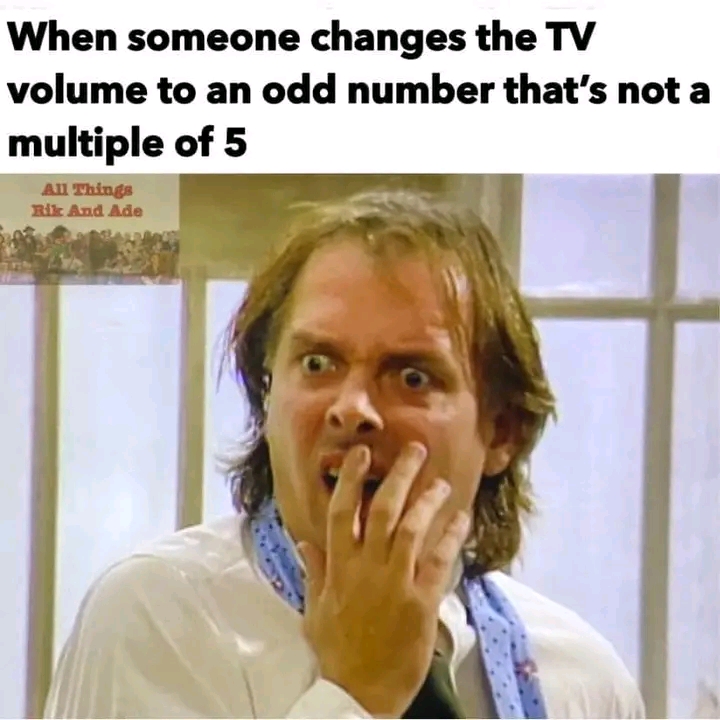 When someone changes the TV
volume to an odd number that's not a
multiple of 5
All Things
Rik And Ade